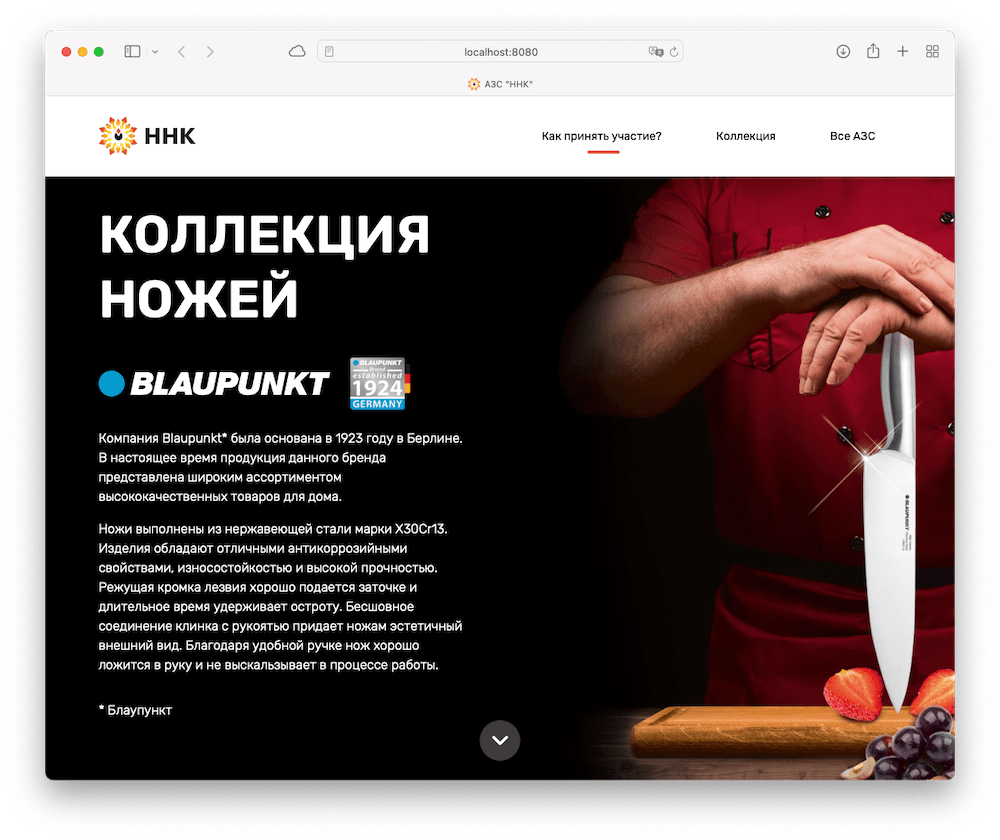 localhost:8080
АЗС "ННК"
ННК
Как принять участие?
Коллекция
Все АЗС
КОЛЛЕКЦИЯ
НОЖЕЙ
BLAUPUNKT
BLAUPUNKT
Brand
established
1924
GERMANY
Компания Blaupunkt* была основана в 1923 году в Берлине.
В настоящее время продукция данного бренда
представлена широким ассортиментом
высококачественных товаров для дома.
Ножи выполнены из нержавеющей стали марки X30Cr13.
Изделия обладают отличными антикоррозийными
свойствами, износостойкостью и высокой прочностью.
Режущая кромка лезвия хорошо подается заточке и
длительное время удерживает остроту. Бесшовное
соединение клинка с рукоятью придает ножам эстетичный
внешний вид. Благодаря удобной ручке нож хорошо
ложится в руку и не выскальзывает в процессе работы.
* Блаупункт
BLAUPUNKT